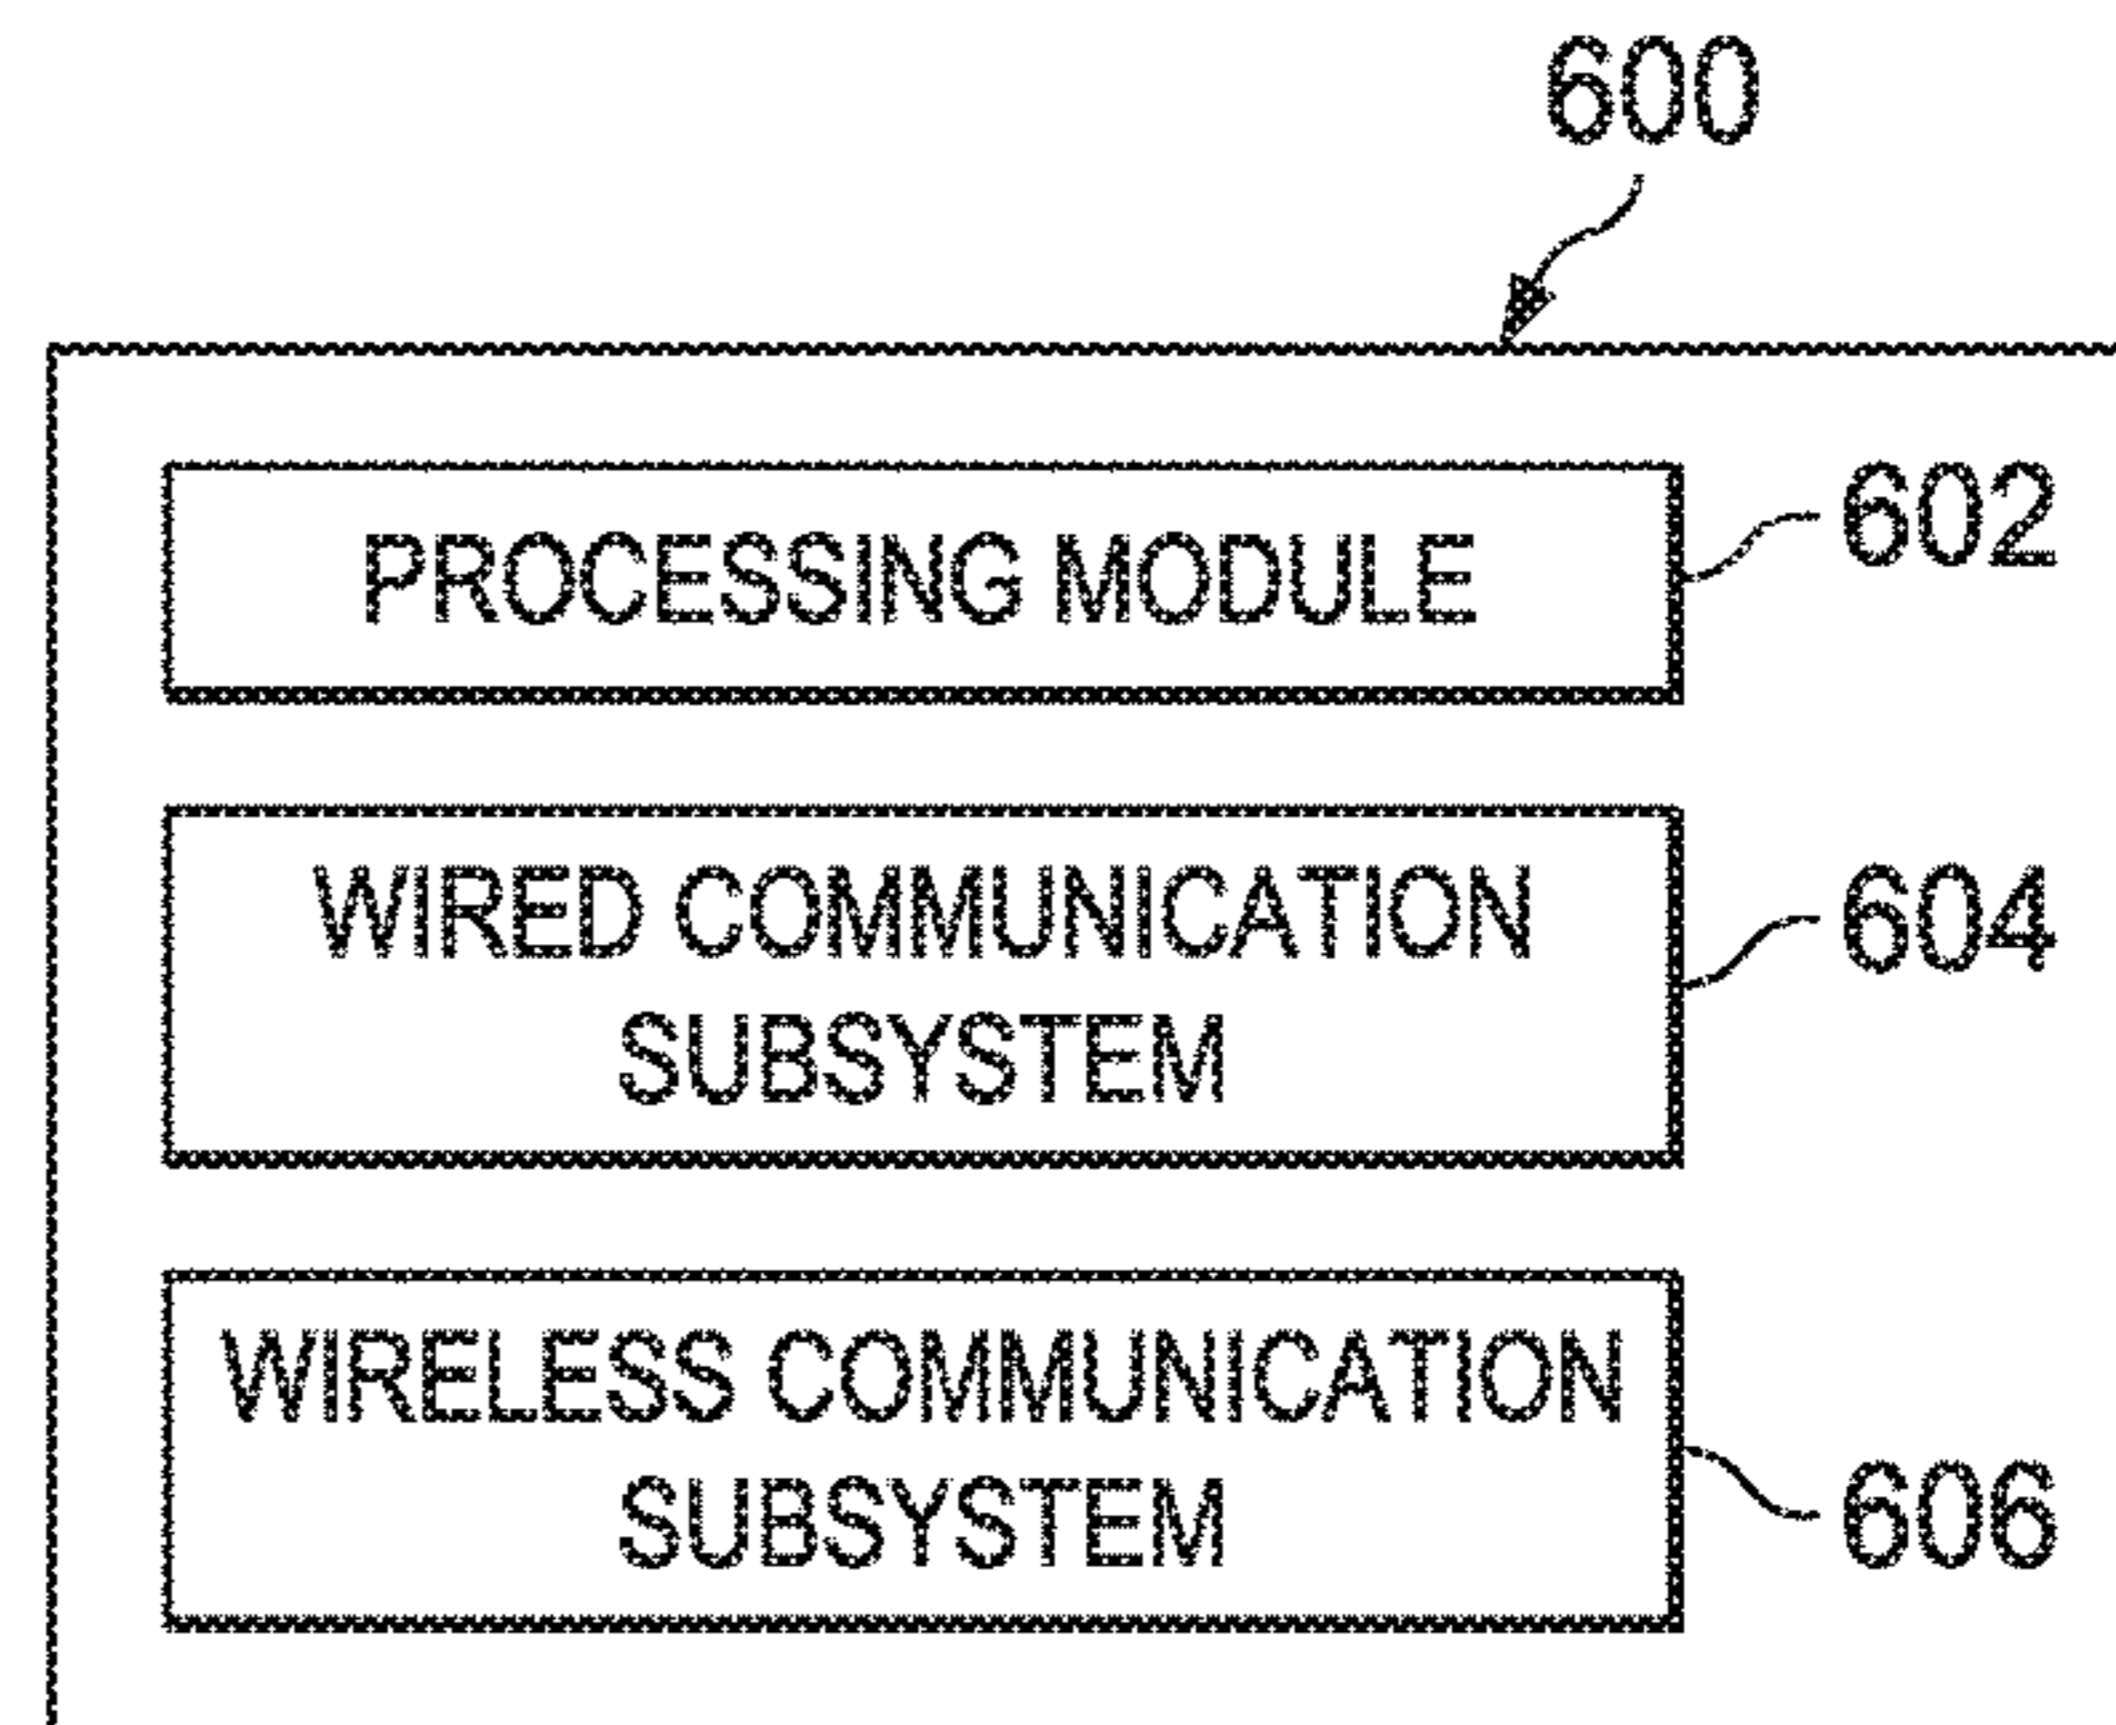 600
PROCESSING MODULE
602
WIRED COMMUNICATION
SUBSYSTEM
604
WIRELESS COMMUNICATION
SUBSYSTEM
606